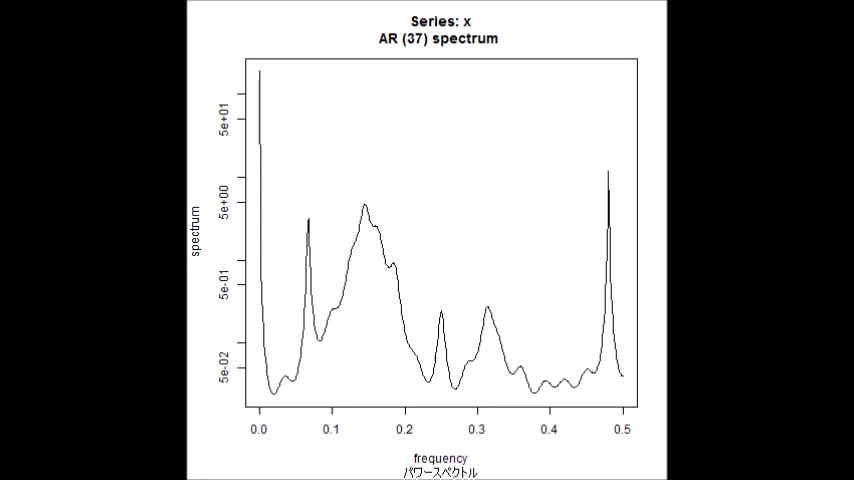 Series: x
AR (37) spectrum
spectrum
5e+01
5e+00
5e-01
5e-02
0.0 0.1 0.2 0.3 0.4 0.5
frequency
パワースペクトル